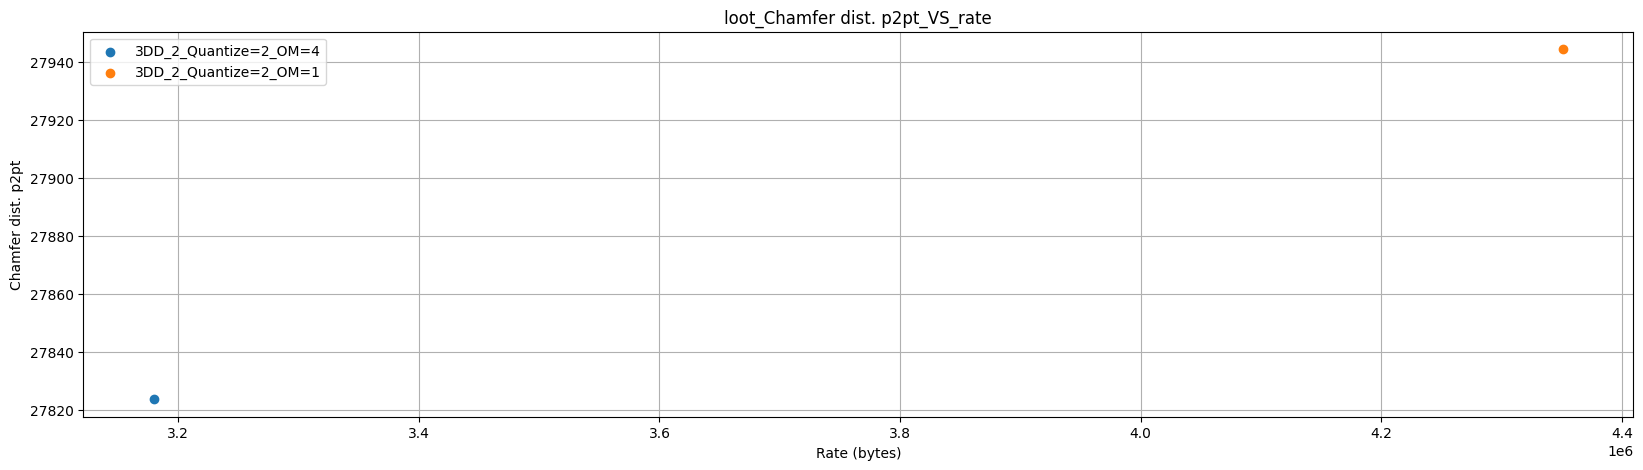 loot_Chamfer dist. p2pt_VS_rate
3DD_2_Quantize=2_OM=4
3DD_2_Quantize=2_OM=1
Chamfer dist. p2pt
27940
27920
27900
27880
27860
27840
27820
3.2 3.4 3.6 3.8 4.0 4.2 4.4
1e6
Rate (bytes)